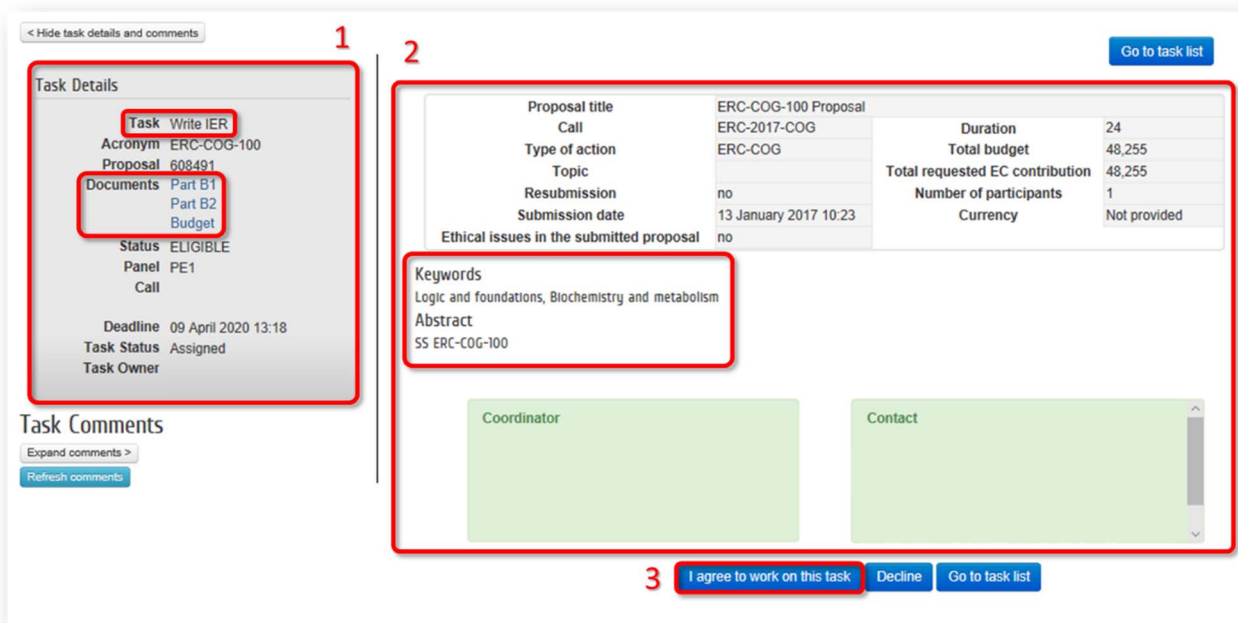 < Hide task details and comments
1
2
Go to task list
Task Details
Task Write IER
Acronym ERC-COG-100
Proposal 608491
Documents Part B1
Part B2
Budget
Status ELIGIBLE
Panel PE1
Call
Deadline 09 April 2020 13:18
Task Status Assigned
Task Owner
Task Comments
Expand comments >
Refresh comments
Proposal title ERC-COG-100 Proposal
Call ERC-2017-COG Duration 24
Type of action ERC-COG Total budget 48,255
Topic Total requested EC contribution 48,255
Resubmission no Number of participants 1
Submission date 13 January 2017 10:23 Currency Not provided
Ethical issues in the submitted proposal no
Keywords
Logic and foundations, Biochemistry and metabolism
Abstract
SS ERC-COG-100
Coordinator
Contact
3
I agree to work on this task
Decline
Go to task list